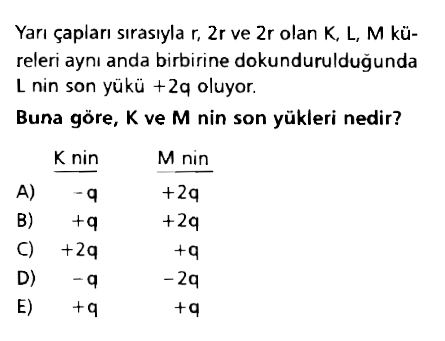 Yarı çapları sırasıyla r, 2r ve 2r olan K, L, M kü-
releri aynı anda birbirine dokundurulduğunda
L nin son yükü +2q oluyor.
Buna göre, K ve M nin son yükleri nedir?
K nin M nin
A) -q +2q
B) +q +2q
C) +2q +q
D) -q -2q
E) +q +q